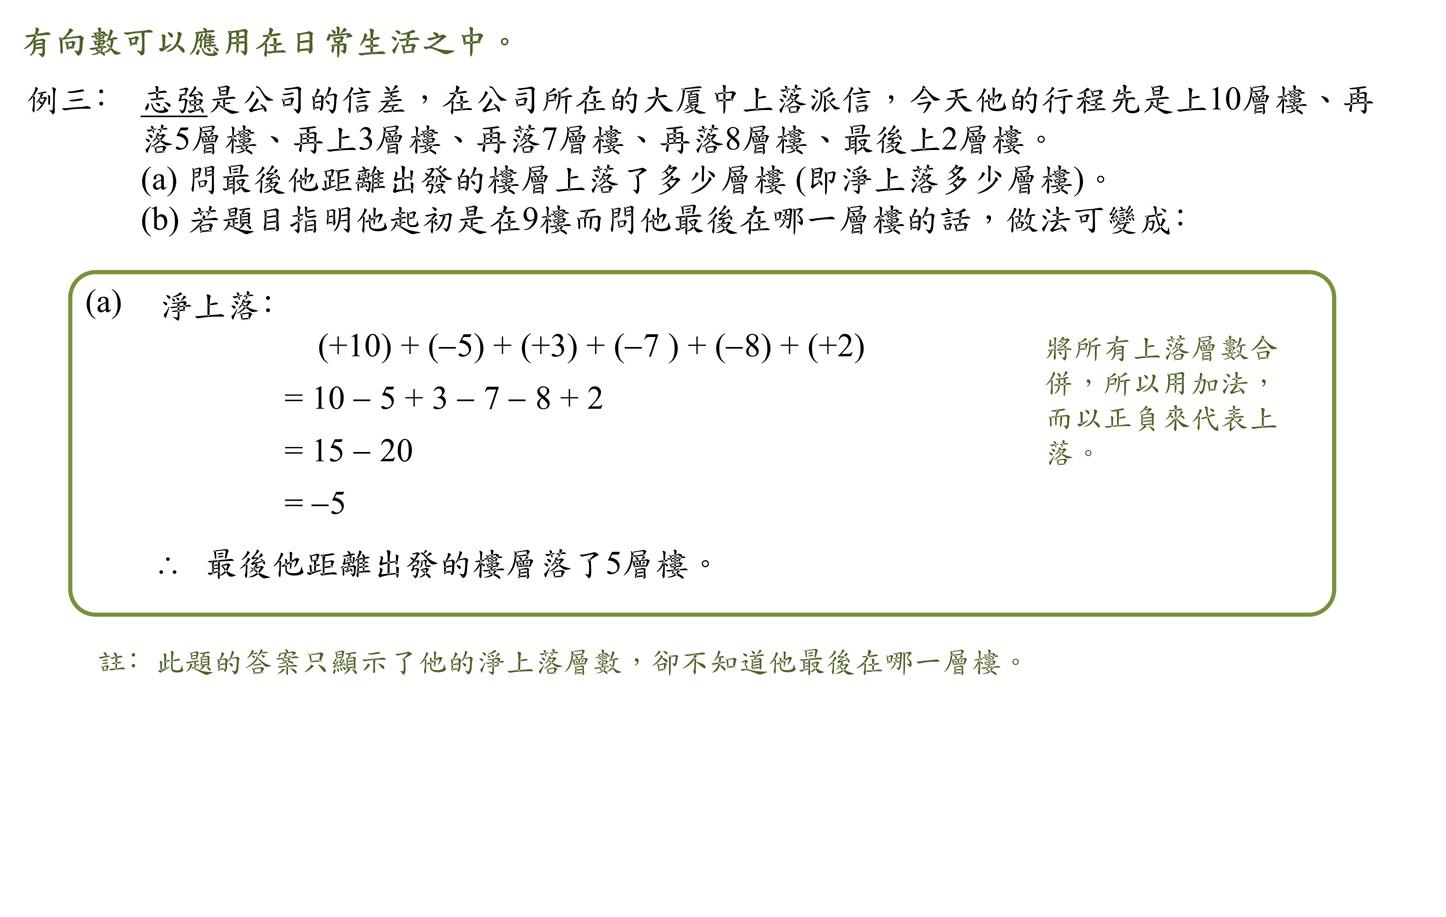 有向數可以應用在日常生活之中。
例三： 志強是公司的信差，在公司所在的大厦中上落派信，今天他的行程先是上10層樓、再
落5層樓、再上3層樓、再落7層樓、再落8層樓、最後上2層樓。
(a) 問最後他距離出發的樓層上落了多少層樓 (即淨上落多少層樓)。
(b) 若題目指明他起初是在9樓而問他最後在哪一層樓的話，做法可變成：
(a) 淨上落：
(+10) + (–5) + (+3) + (–7 ) + (–8) + (+2)
= 10 – 5 + 3 – 7 – 8 + 2
= 15 – 20
= –5
∴ 最後他距離出發的樓層落了5層樓。
將所有上落層數合
併，所以用加法，
而以正負來代表上
落。
註： 此題的答案只顯示了他的淨上落層數，卻不知道他最後在哪一層樓。